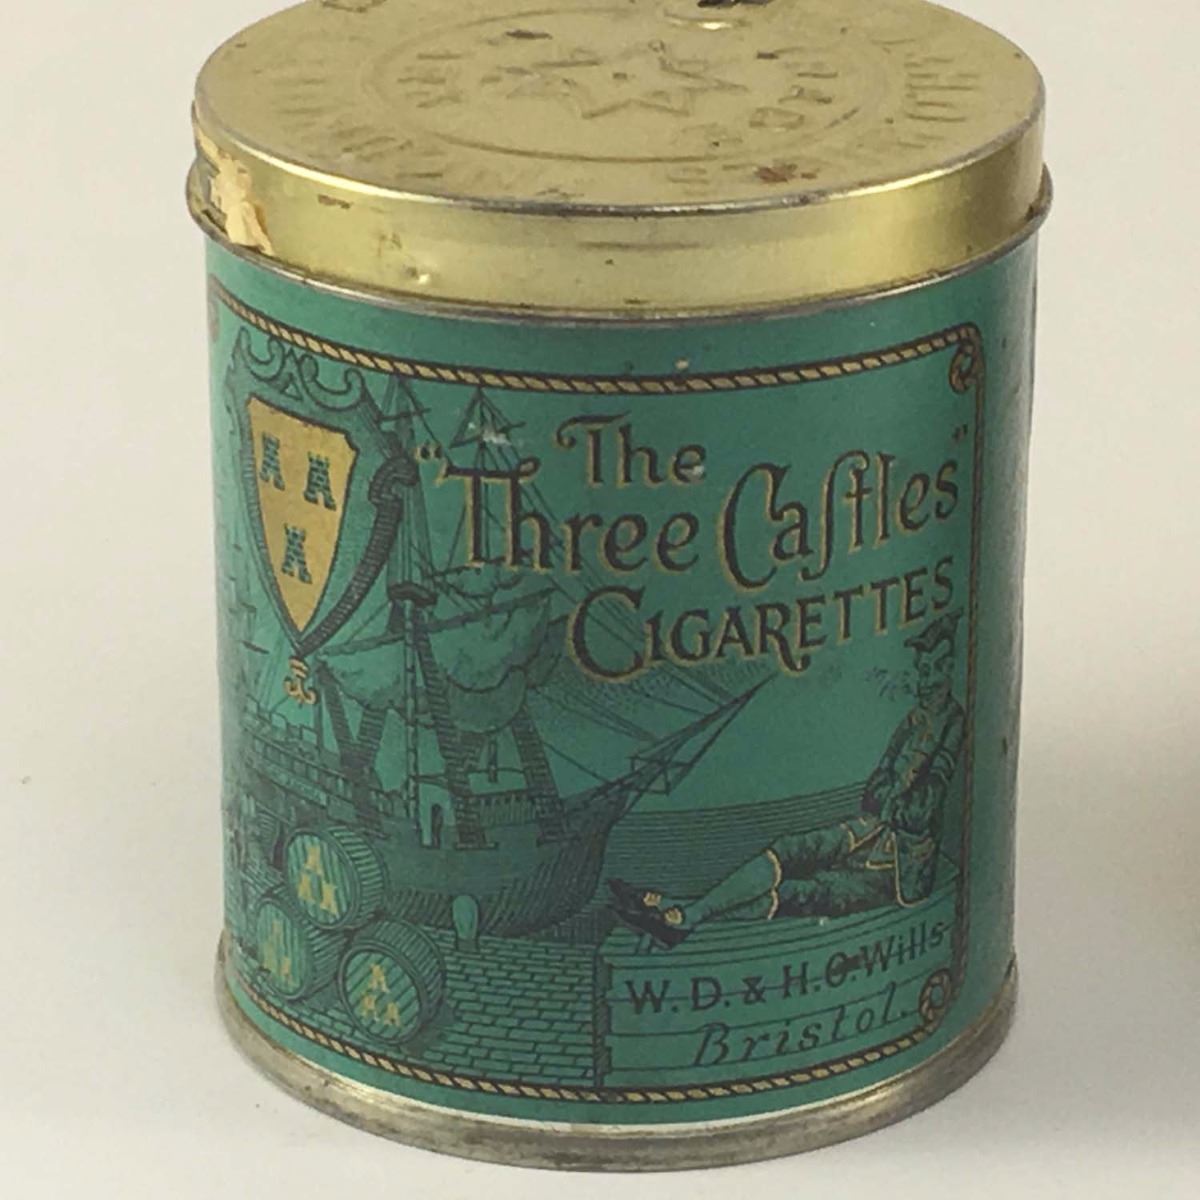 The
"Three Caſtles"
CIGARETTES
W. D. & H. O. Wills
Bristol.